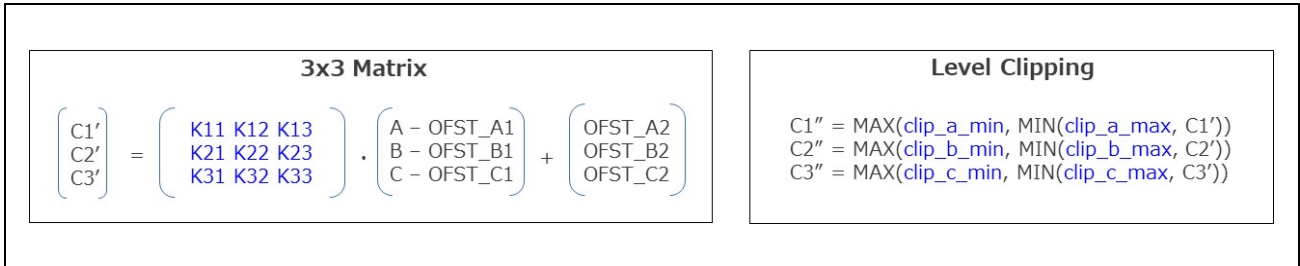 3x3 Matrix
C1′ K11 K12 K13 A – OFST_A1 OFST_A2
C2′ = K21 K22 K23 . B – OFST_B1 + OFST_B2
C3′ K31 K32 K33 C – OFST_C1 OFST_C2
Level Clipping
C1″ = MAX(clip_a_min, MIN(clip_a_max, C1′))
C2″ = MAX(clip_b_min, MIN(clip_b_max, C2′))
C3″ = MAX(clip_c_min, MIN(clip_c_max, C3′))